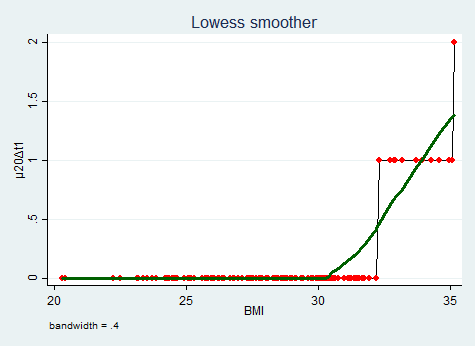 Lowess smoother
2
1.5
1
.5
0
μ20Δt1
20
25
30
35
BMI
bandwidth = .4